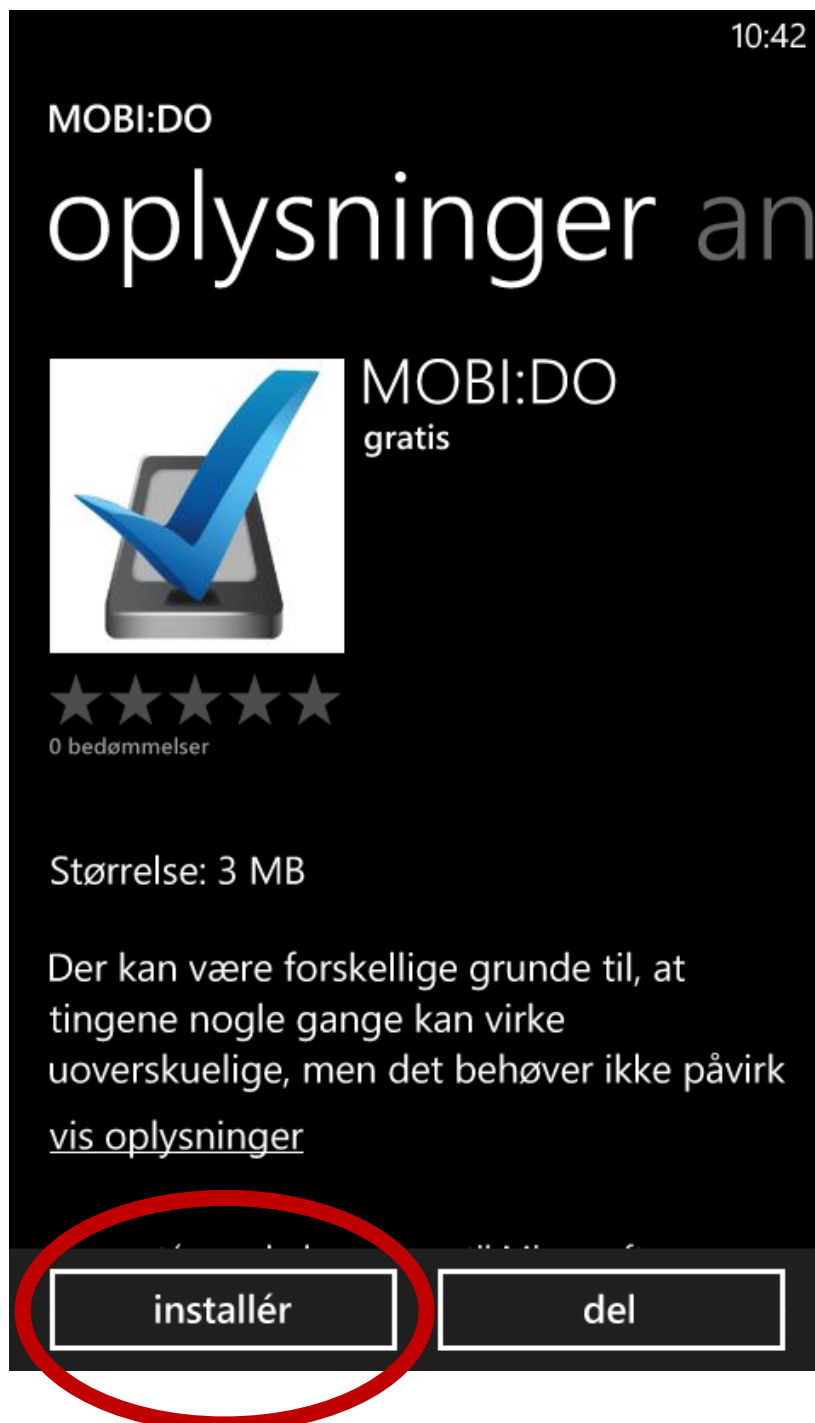 10:42
MOBI:DO
oplysninger an
MOBI:DO
gratis
0 bedømmelser
Størrelse: 3 MB
Der kan være forskellige grunde til, at
tingene nogle gange kan virke
uoverskuelige, men det behøver ikke påvirk
vis oplysninger
installér
del